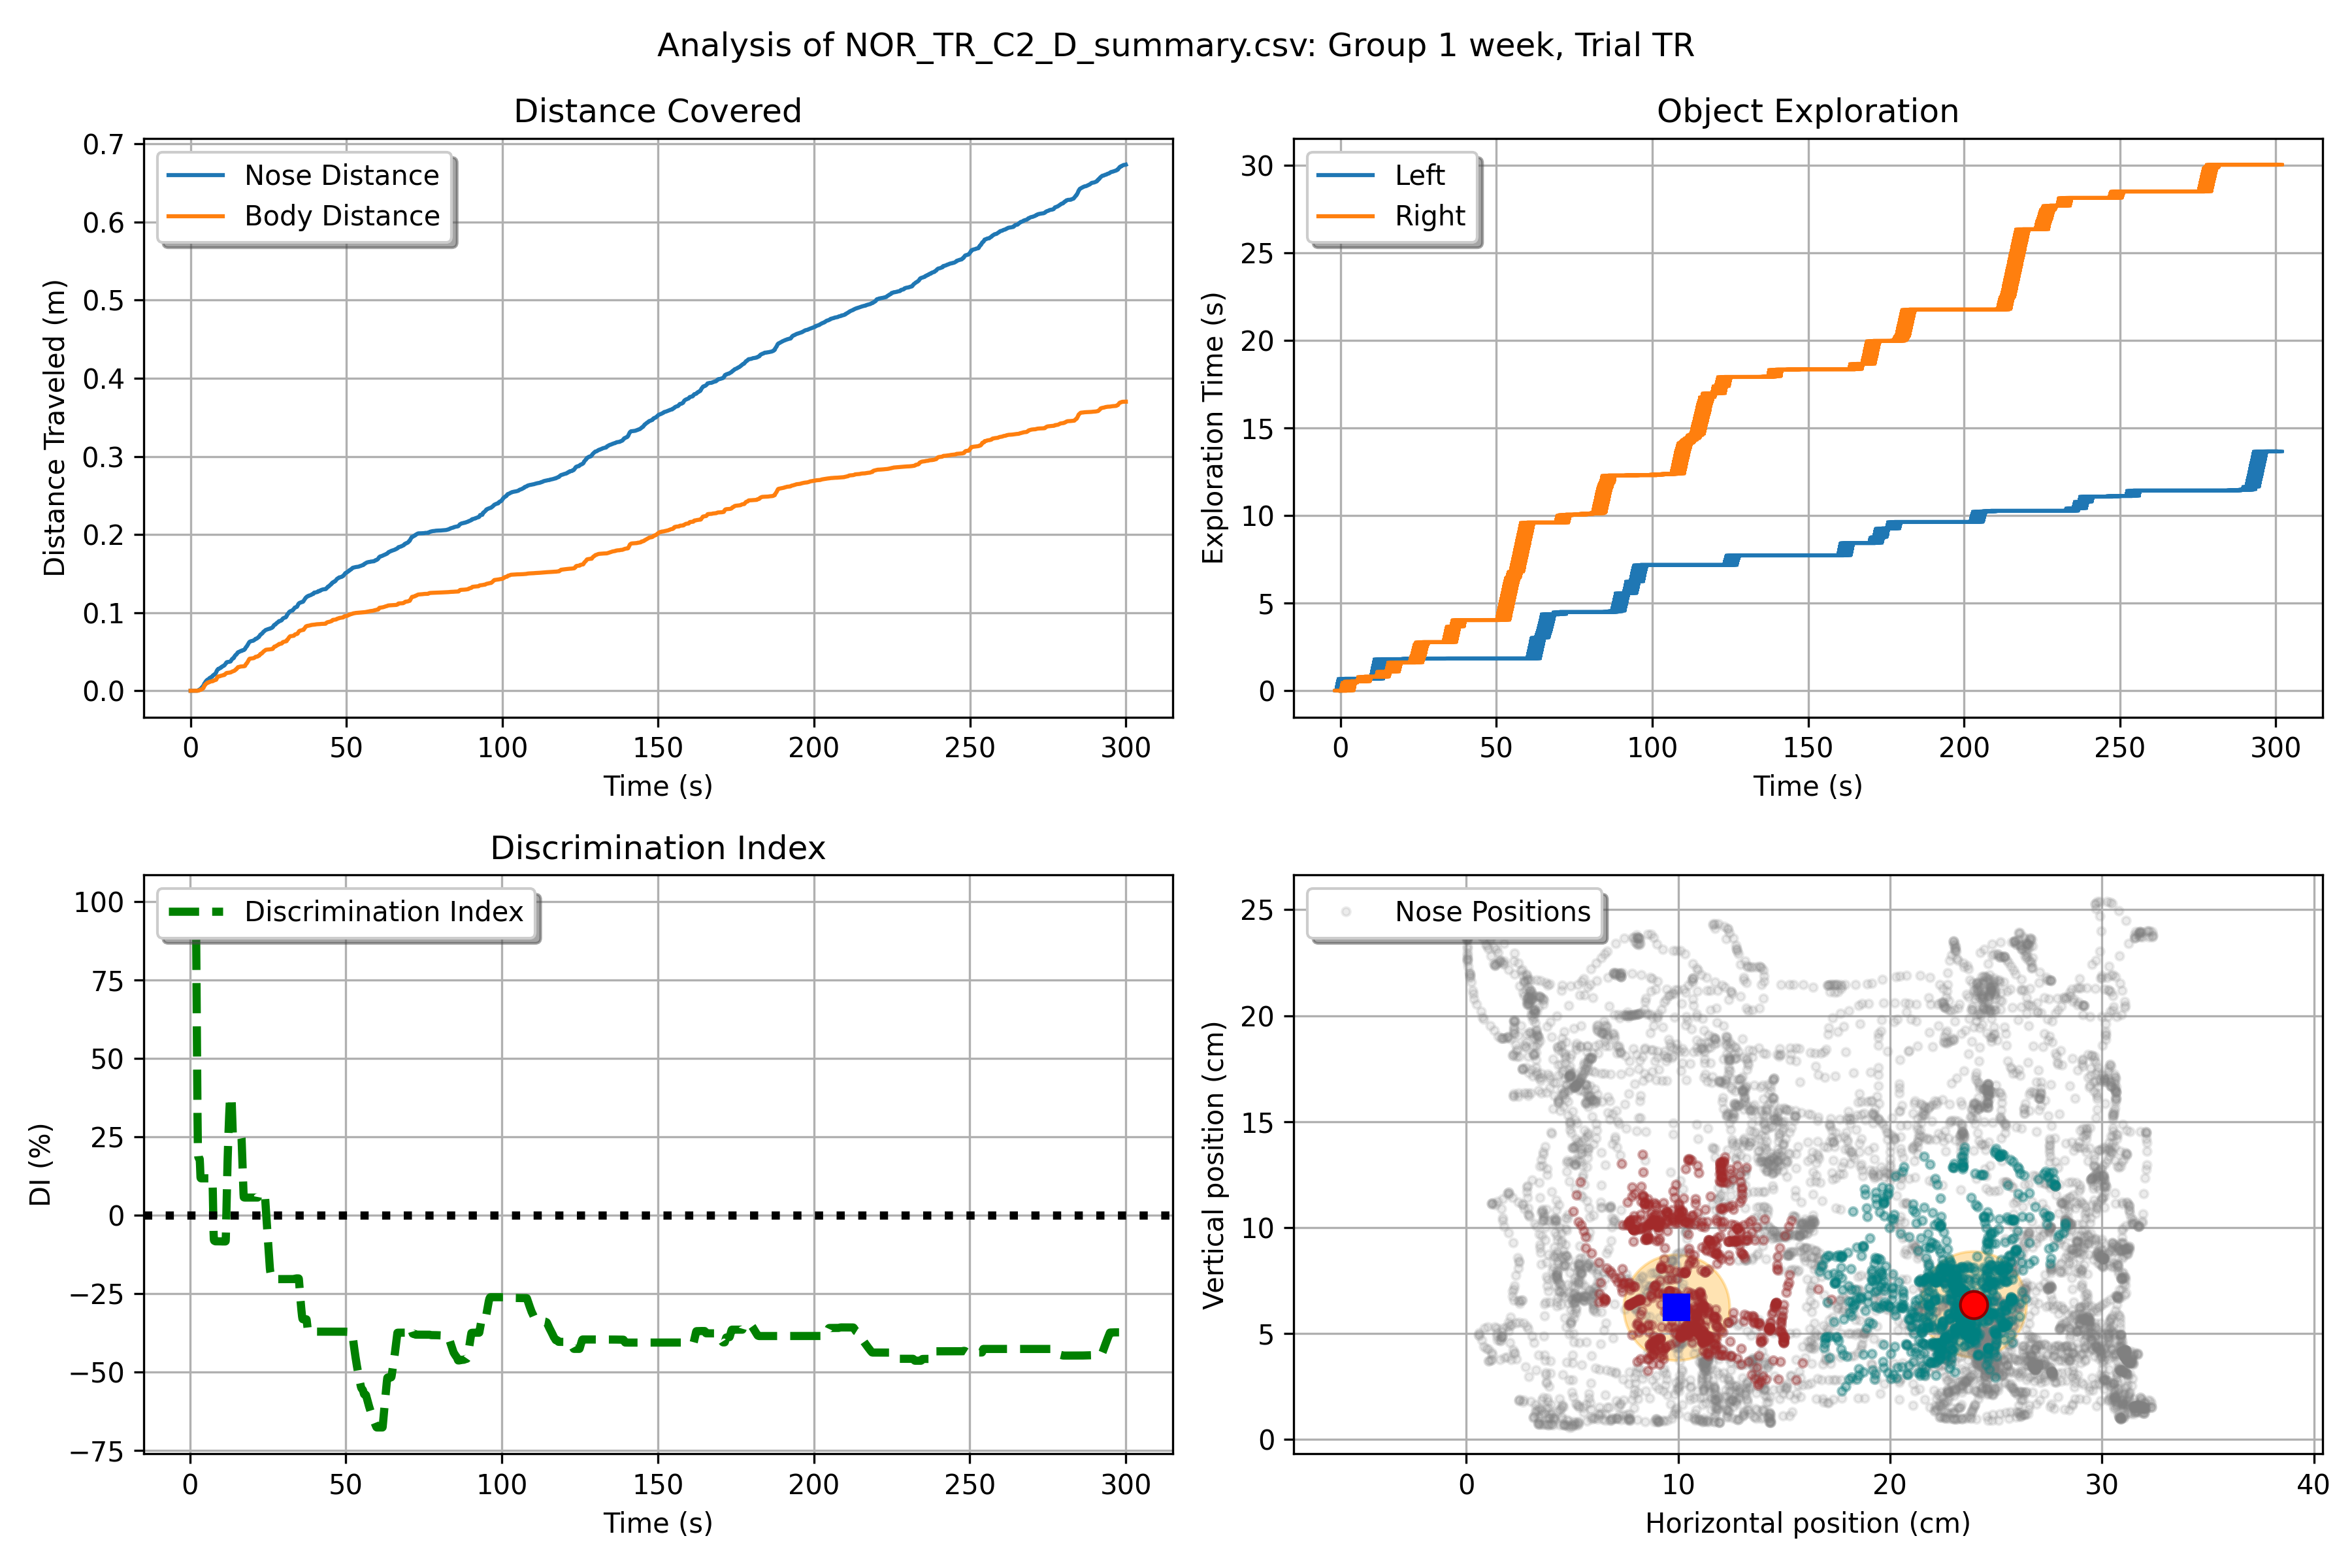 Analysis of NOR_TR_C2_D_summary.csv: Group 1 week, Trial TR
Distance Covered
Nose Distance
Body Distance
Distance Traveled (m)
0.7
0.6
0.5
0.4
0.3
0.2
0.1
0.0
0 50 100 150 200 250 300
Time (s)
Object Exploration
Left
Right
Exploration Time (s)
30
25
20
15
10
5
0
0 50 100 150 200 250 300
Time (s)
Discrimination Index
Discrimination Index
DI (%)
100
75
50
25
0
−25
−50
−75
0 50 100 150 200 250 300
Time (s)
Nose Positions
Vertical position (cm)
25
20
15
10
5
0
0 10 20 30 40
Horizontal position (cm)